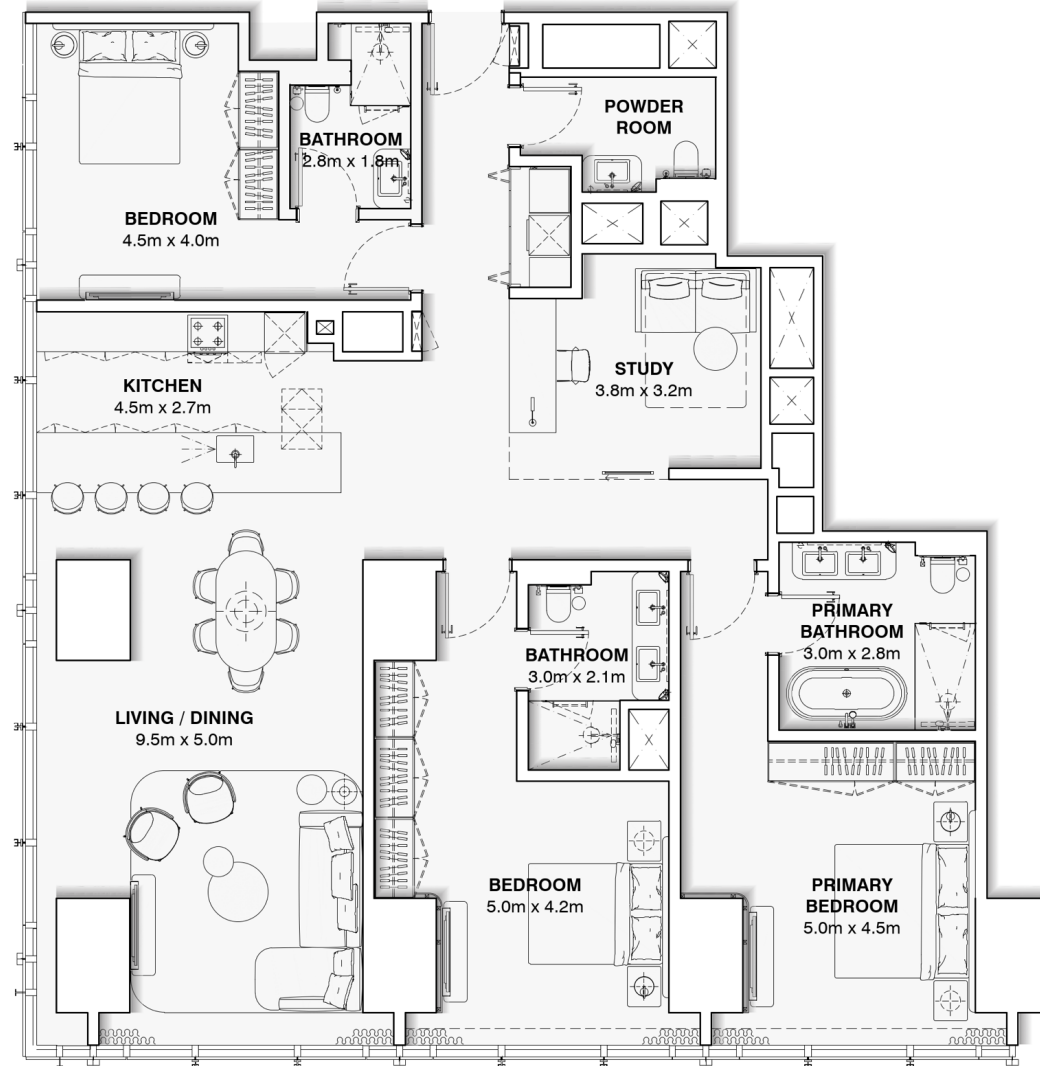 POWDER
ROOM
BATHROOM
2.8m x 1.8m
BEDROOM
4.5m x 4.0m
STUDY
3.8m x 3.2m
KITCHEN
4.5m x 2.7m
PRIMARY
BATHROOM
3.0m x 2.8m
BATHROOM
3.0m x 2.1m
LIVING / DINING
9.5m x 5.0m
BEDROOM
5.0m x 4.2m
PRIMARY
BEDROOM
5.0m x 4.5m